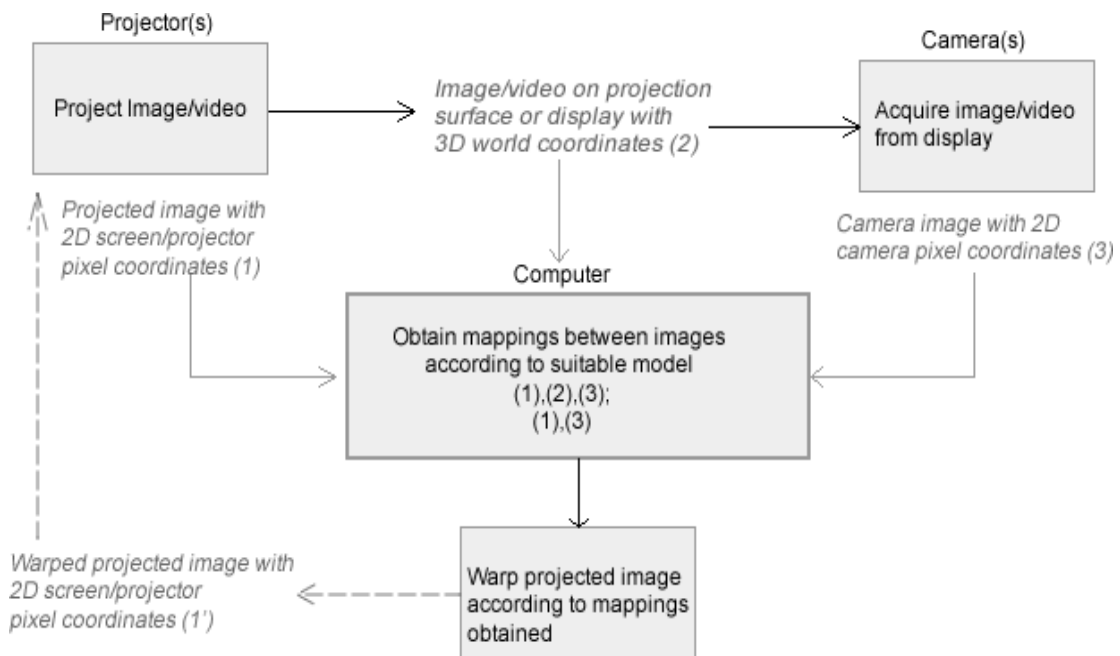 Projector(s)
Project Image/video
Image/video on projection
surface or display with
3D world coordinates (2)
Camera(s)
Acquire image/video
from display
Projected image with
2D screen/projector
pixel coordinates (1)
Camera image with 2D
camera pixel coordinates (3)
Computer
Obtain mappings between images
according to suitable model
(1),(2),(3);
(1),(3)
Warped projected image with
2D screen/projector
pixel coordinates (1')
Warp projected image
according to mappings
obtained